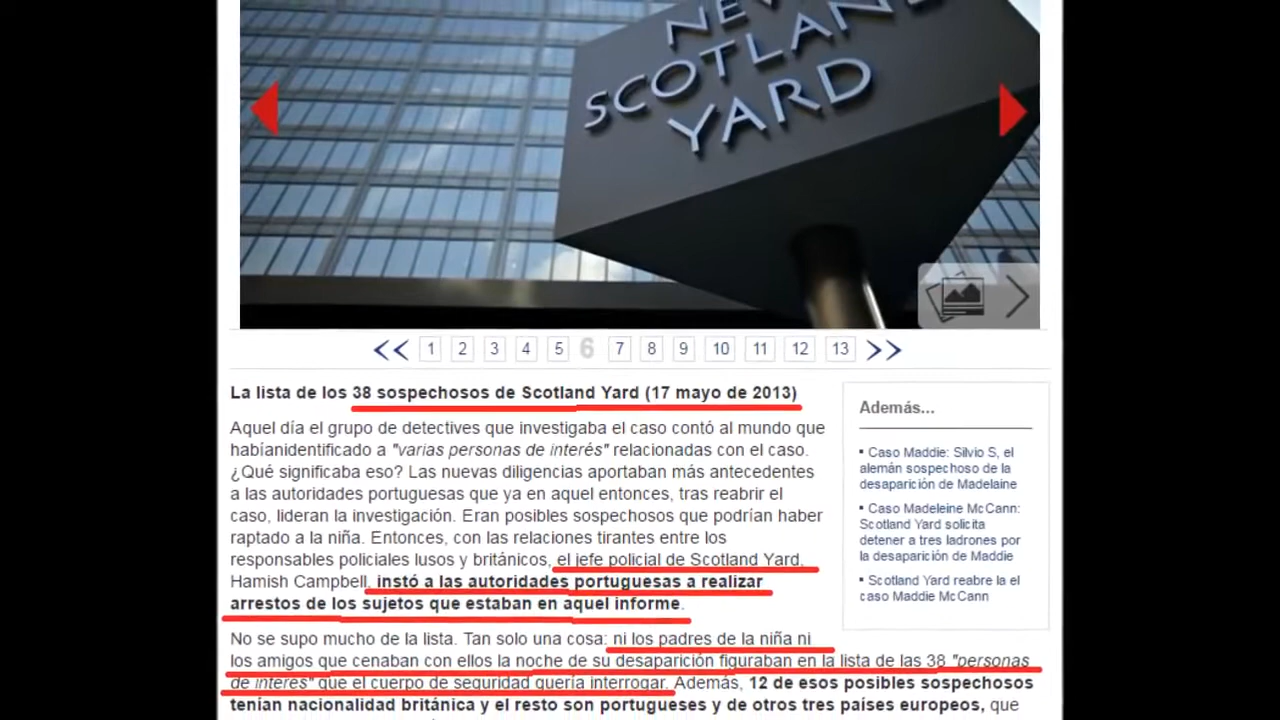 NEW
SCOTLAND
YARD
1 2 3 4 5 6 7 8 9 10 11 12 13
La lista de los 38 sospechosos de Scotland Yard (17 mayo de 2013)
Aquel día el grupo de detectives que investigaba el caso contó al mundo que
habíanidentificado a "varias personas de interés" relacionadas con el caso.
¿Qué significaba eso? Las nuevas diligencias aportaban más antecedentes
a las autoridades portuguesas que ya en aquel entonces, tras reabrir el
caso, lideran la investigación. Eran posibles sospechosos que podrían haber
raptado a la niña. Entonces, con las relaciones tirantes entre los
responsables policiales lusos y británicos, el jefe policial de Scotland Yard,
Hamish Campbell, instó a las autoridades portuguesas a realizar
arrestos de los sujetos que estaban en aquel informe.
No se supo mucho de la lista. Tan solo una cosa: ni los padres de la niña ni
los amigos que cenaban con ellos la noche de su desaparición figuraban en la lista de las 38 "personas
de interés" que el cuerpo de seguridad quería interrogar. Además, 12 de esos posibles sospechosos
tenían nacionalidad británica y el resto son portugueses y de otros tres países europeos, que
Además...
Caso Maddie: Silvio S, el
alemán sospechoso de la
desaparición de Madelaine
Caso Madeleine McCann:
Scotland Yard solicita
detener a tres ladrones por
la desaparición de Maddie
Scotland Yard reabre la el
caso Maddie McCann